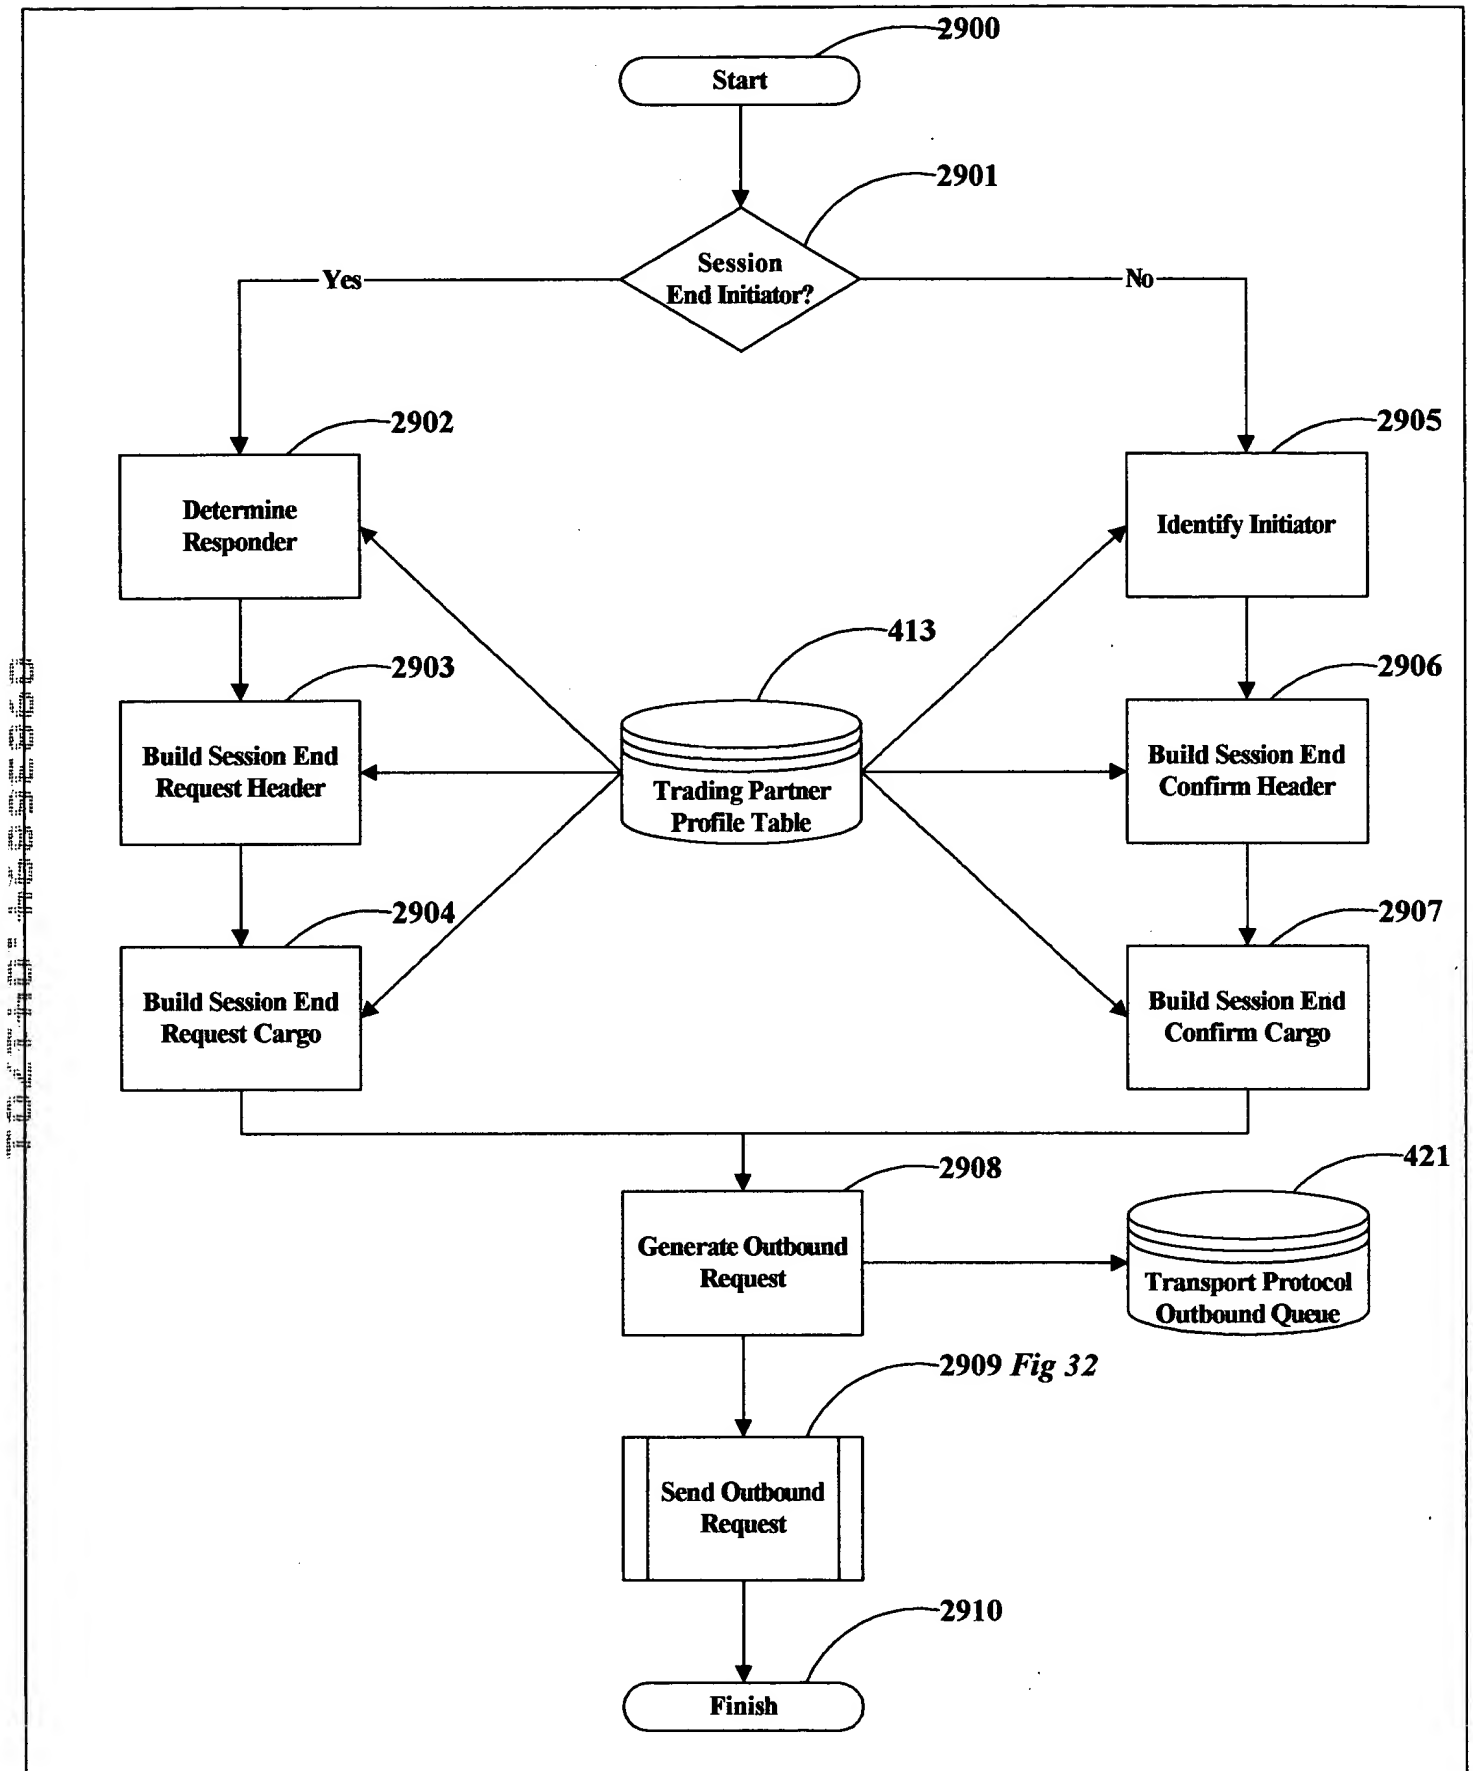 2900
Start
2901
Session
End Initiator?
Yes
No
2902
2905
Determine
Responder
Identify Initiator
413
2903
2906
Build Session End
Request Header
Trading Partner
Profile Table
Build Session End
Confirm Header
2904
2907
Build Session End
Request Cargo
Build Session End
Confirm Cargo
2908
421
Generate Outbound
Request
Transport Protocol
Outbound Queue
2909 Fig 32
Send Outbound
Request
2910
Finish